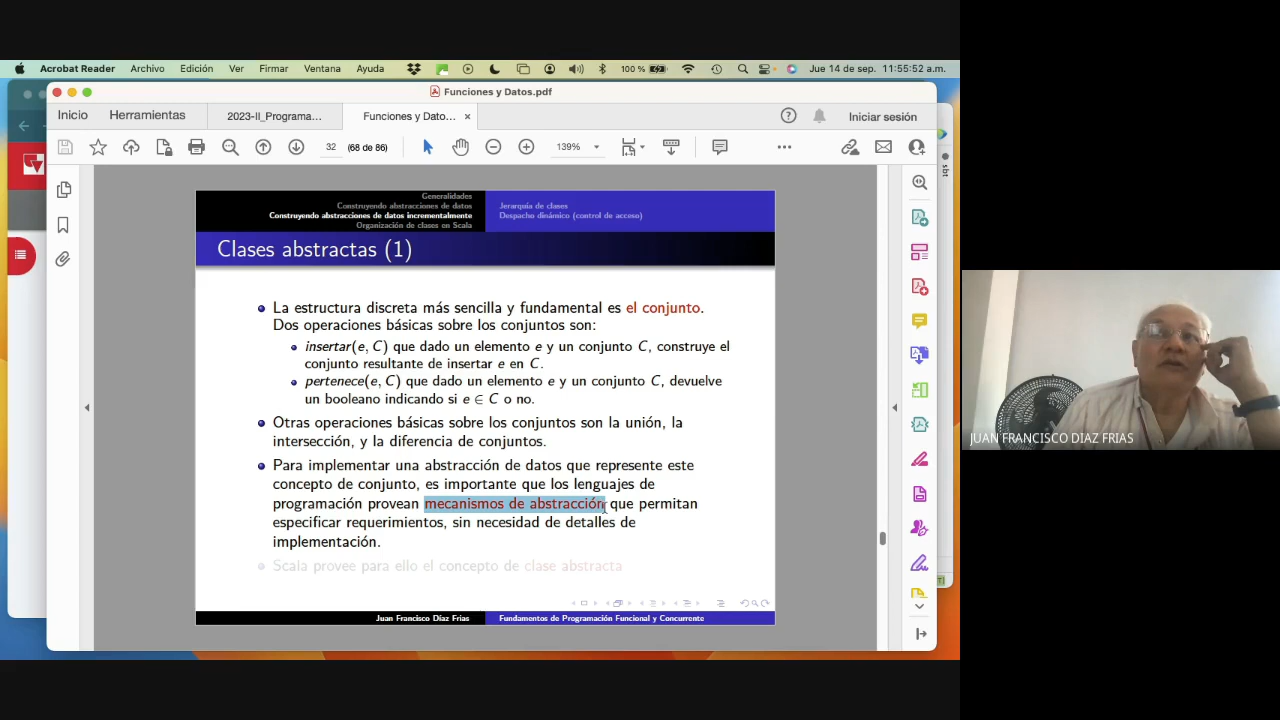 Acrobat Reader Archivo Edición Ver Firmar Ventana Ayuda 100 % Jue 14 de sep. 11:55:52 a.m.
Funciones y Datos.pdf
Inicio Herramientas 2023-II_Programa... Funciones y Dato... × Iniciar sesión
32 (68 de 86) 139%
sbt
Generalidades
Construyendo abstracciones de datos
Construyendo abstracciones de datos incrementalmente
Organización de clases en Scala
Jerarquía de clases
Despacho dinámico (control de acceso)
Clases abstractas (1)
La estructura discreta más sencilla y fundamental es el conjunto.
Dos operaciones básicas sobre los conjuntos son:
insertar(e, C) que dado un elemento e y un conjunto C, construye el
conjunto resultante de insertar e en C.
pertenece(e, C) que dado un elemento e y un conjunto C, devuelve
un booleano indicando si e ∈ C o no.
Otras operaciones básicas sobre los conjuntos son la unión, la
intersección, y la diferencia de conjuntos.
Para implementar una abstracción de datos que represente este
concepto de conjunto, es importante que los lenguajes de
programación provean mecanismos de abstracción que permitan
especificar requerimientos, sin necesidad de detalles de
implementación.
Scala provee para ello el concepto de clase abstracta
Juan Francisco Díaz Frias Fundamentos de Programación Funcional y Concurrente
JUAN FRANCISCO DIAZ FRIAS